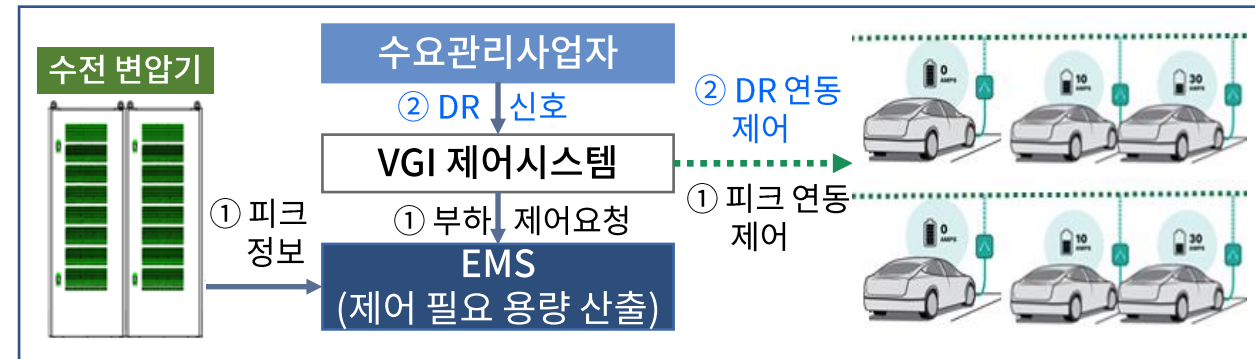 수전 변압기
① 피크
정보
수요관리사업자
② DR 신호
VGI 제어시스템
① 부하 제어요청
EMS
(제어 필요 용량 산출)
② DR 연동
제어
① 피크 연동
제어
0
AMPS
10
AMPS
30
AMPS
0
AMPS
10
AMPS
30
AMPS